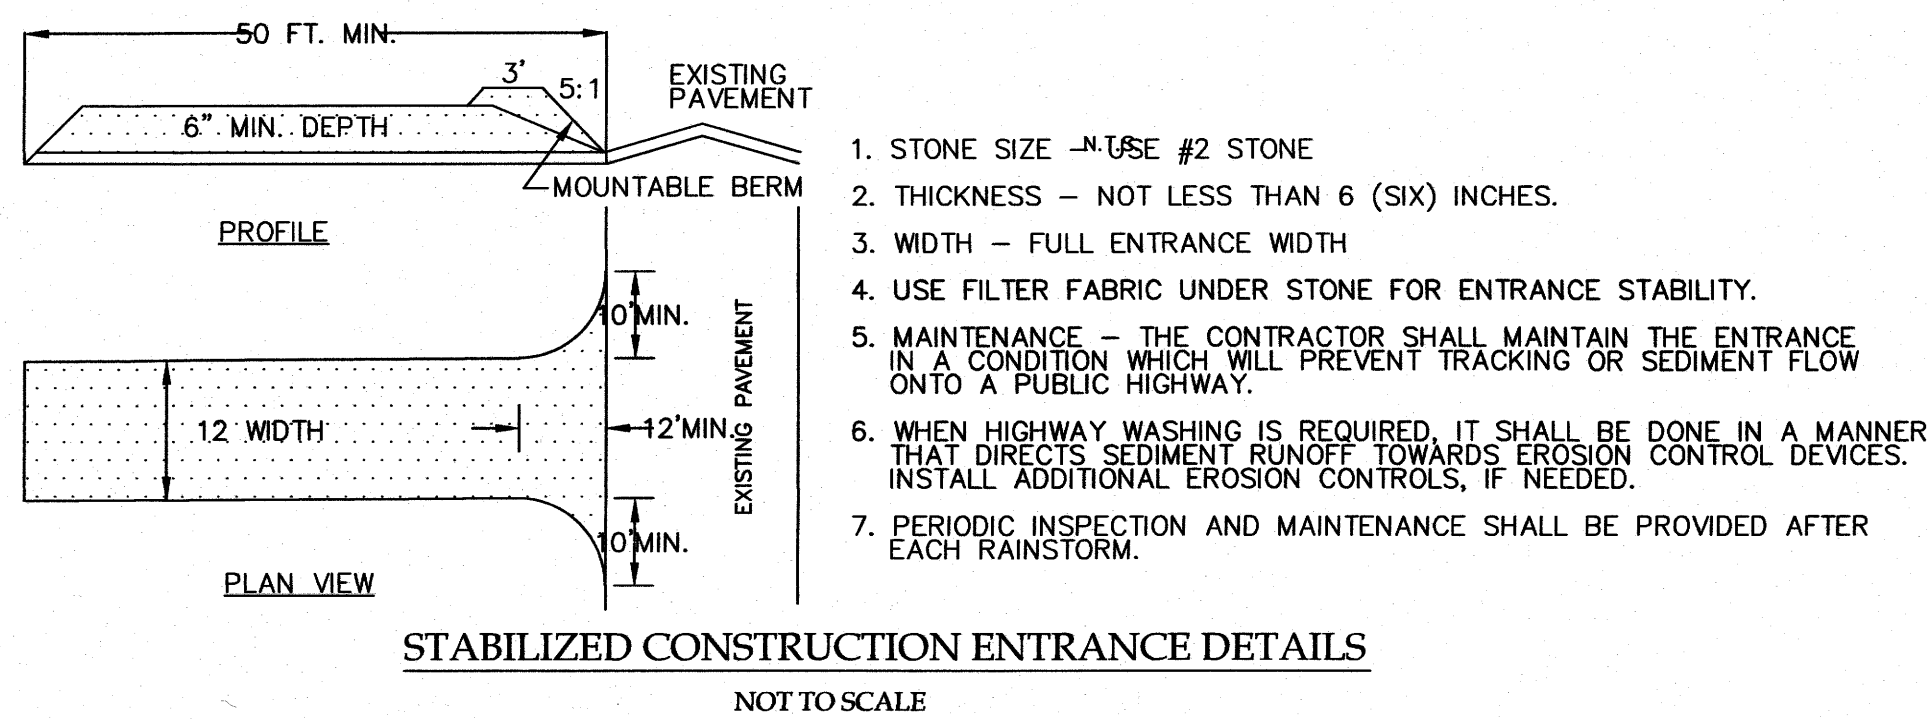 50 FT. MIN.
3'
5:1
EXISTING
PAVEMENT
6" MIN. DEPTH
MOUNTABLE BERM
PROFILE
10'MIN.
12 WIDTH
12'MIN.
EXISTING PAVEMENT
10'MIN.
PLAN VIEW
1. STONE SIZE – USE #2 STONE
N.T.S
2. THICKNESS – NOT LESS THAN 6 (SIX) INCHES.
3. WIDTH – FULL ENTRANCE WIDTH
4. USE FILTER FABRIC UNDER STONE FOR ENTRANCE STABILITY.
5. MAINTENANCE – THE CONTRACTOR SHALL MAINTAIN THE ENTRANCE
IN A CONDITION WHICH WILL PREVENT TRACKING OR SEDIMENT FLOW
ONTO A PUBLIC HIGHWAY.
6. WHEN HIGHWAY WASHING IS REQUIRED, IT SHALL BE DONE IN A MANNER
THAT DIRECTS SEDIMENT RUNOFF TOWARDS EROSION CONTROL DEVICES.
INSTALL ADDITIONAL EROSION CONTROLS, IF NEEDED.
7. PERIODIC INSPECTION AND MAINTENANCE SHALL BE PROVIDED AFTER
EACH RAINSTORM.
STABILIZED CONSTRUCTION ENTRANCE DETAILS
NOT TO SCALE